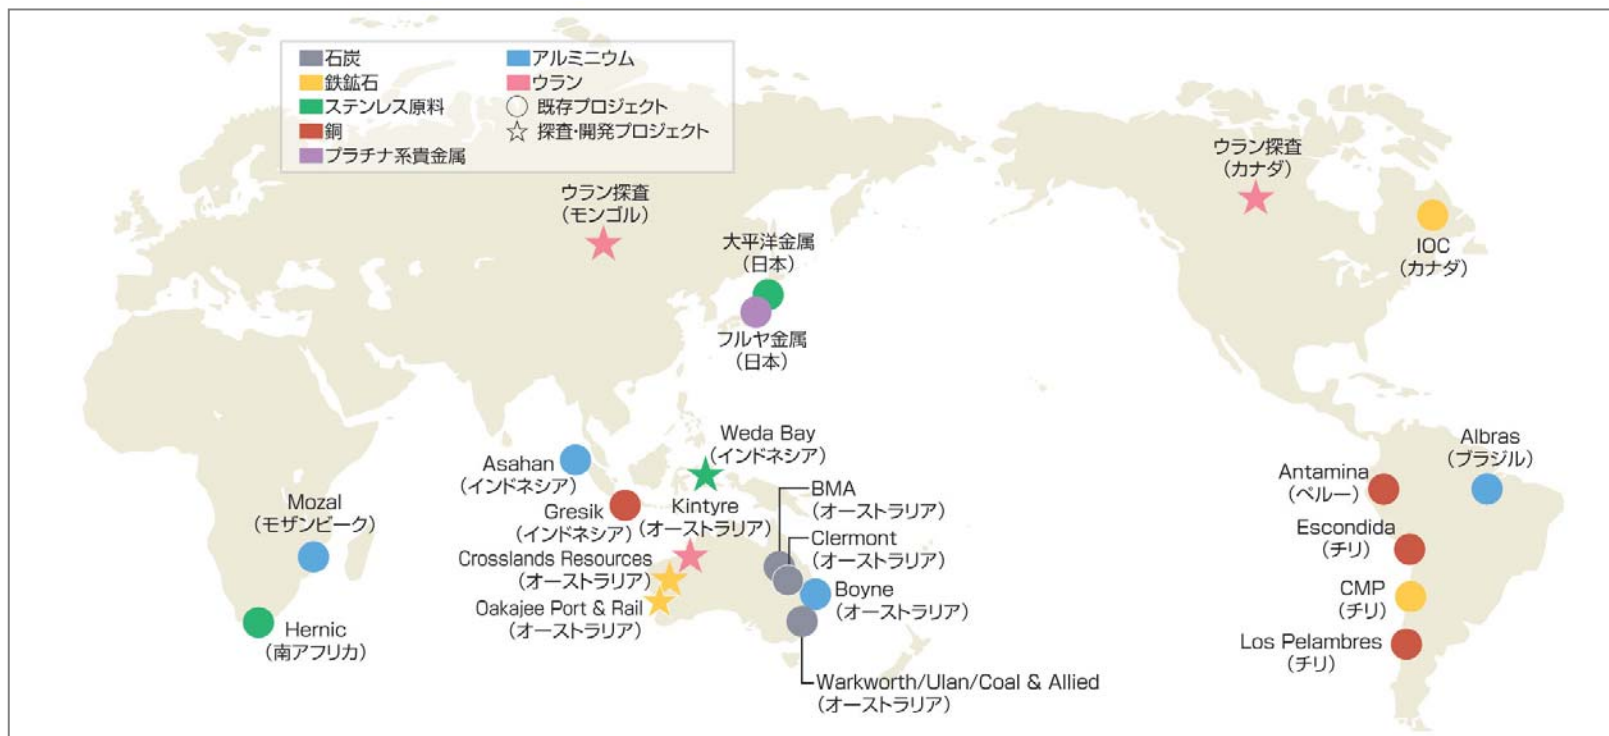 石炭
鉄鉱石
ステンレス原料
銅
プラチナ系貴金属
アルミニウム
ウラン
既存プロジェクト
探査・開発プロジェクト
ウラン探査
(モンゴル)
大平洋金属
(日本)
フルヤ金属
(日本)
ウラン探査
(カナダ)
IOC
(カナダ)
Weda Bay
(インドネシア)
Asahan
(インドネシア)
Gresik
(インドネシア)
Kintyre
(オーストラリア)
BMA
(オーストラリア)
Clermont
(オーストラリア)
Crosslands Resources
(オーストラリア)
Boyne
(オーストラリア)
Oakajee Port & Rail
(オーストラリア)
Warkworth/Ulan/Coal & Allied
(オーストラリア)
Mozal
(モザンビーク)
Hernic
(南アフリカ)
Albras
(ブラジル)
Antamina
(ペルー)
Escondida
(チリ)
CMP
(チリ)
Los Pelambres
(チリ)